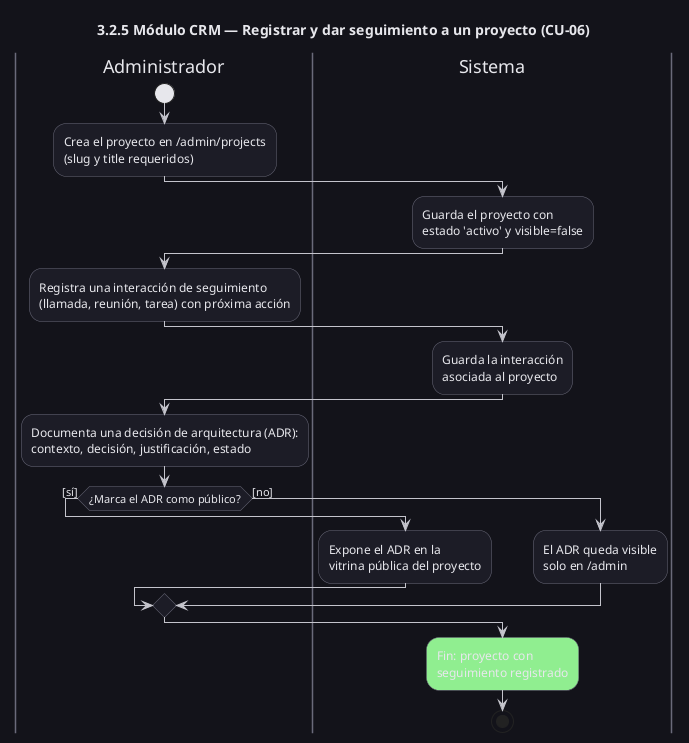 3.2.5 Módulo CRM — Registrar y dar seguimiento a un proyecto (CU-06)
Administrador
Sistema
Crea el proyecto en /admin/projects
(slug y title requeridos)
Guarda el proyecto con
estado 'activo' y visible=false
Registra una interacción de seguimiento
(llamada, reunión, tarea) con próxima acción
Guarda la interacción
asociada al proyecto
Documenta una decisión de arquitectura (ADR):
contexto, decisión, justificación, estado
[sí]
¿Marca el ADR como público?
[no]
Expone el ADR en la
vitrina pública del proyecto
El ADR queda visible
solo en /admin
Fin: proyecto con
seguimiento registrado